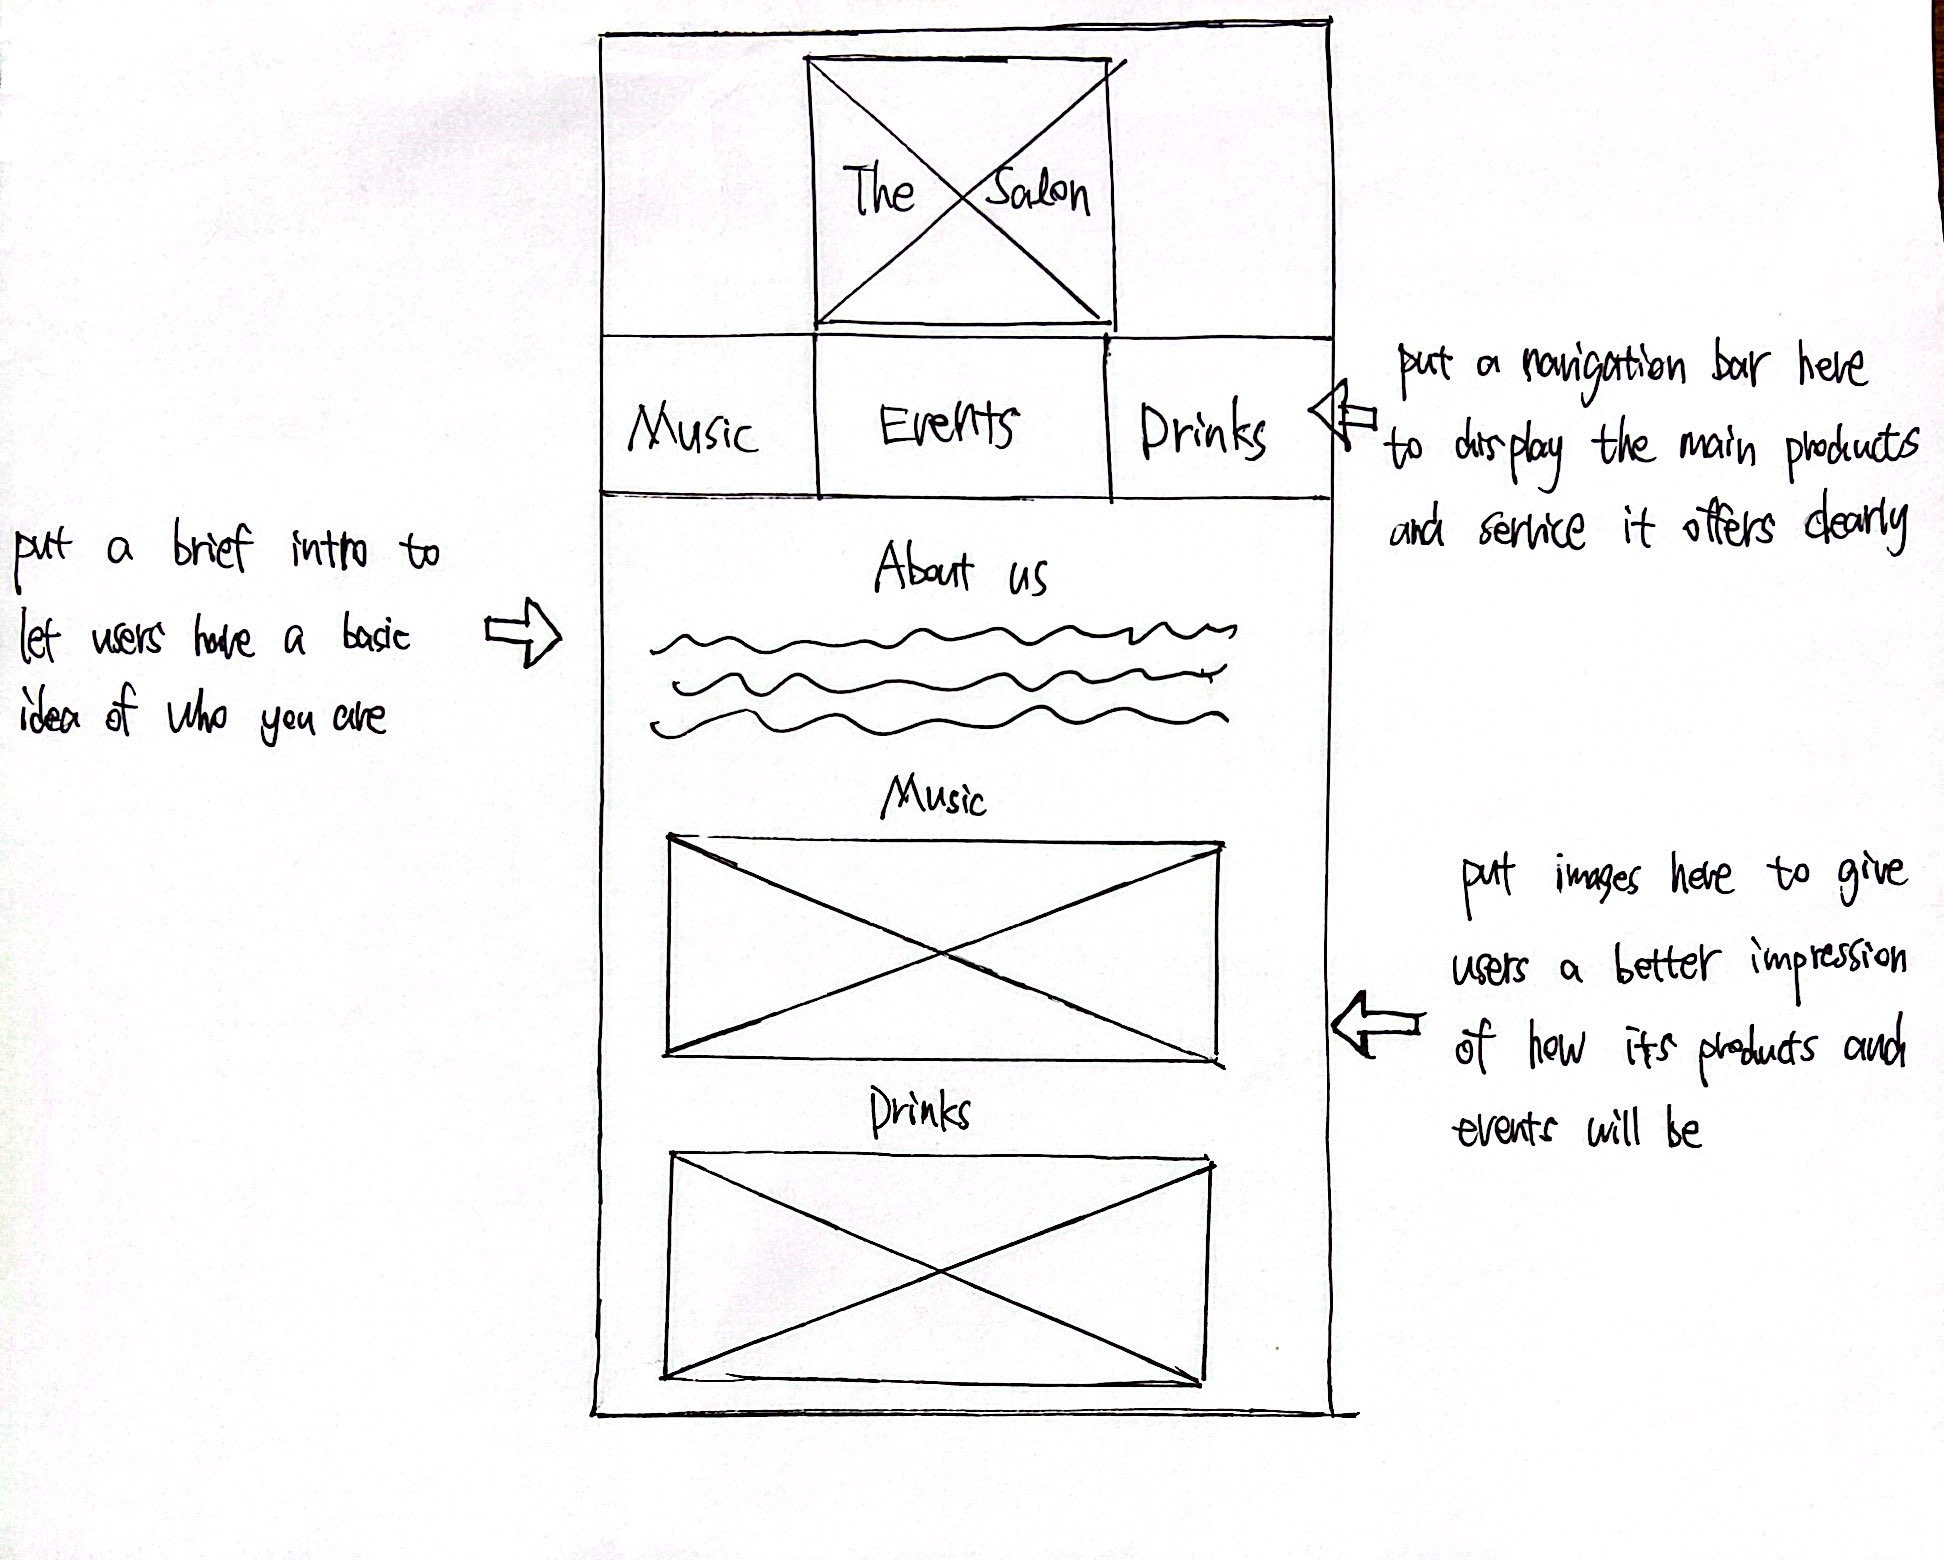 The Salon
Music Events Drinks
put a navigation bar here
to display the main products
and service it offers clearly
put a brief intro to
let users have a basic
idea of who you are
About us
Music
put images here to give
users a better impression
of how its products and
events will be
Drinks